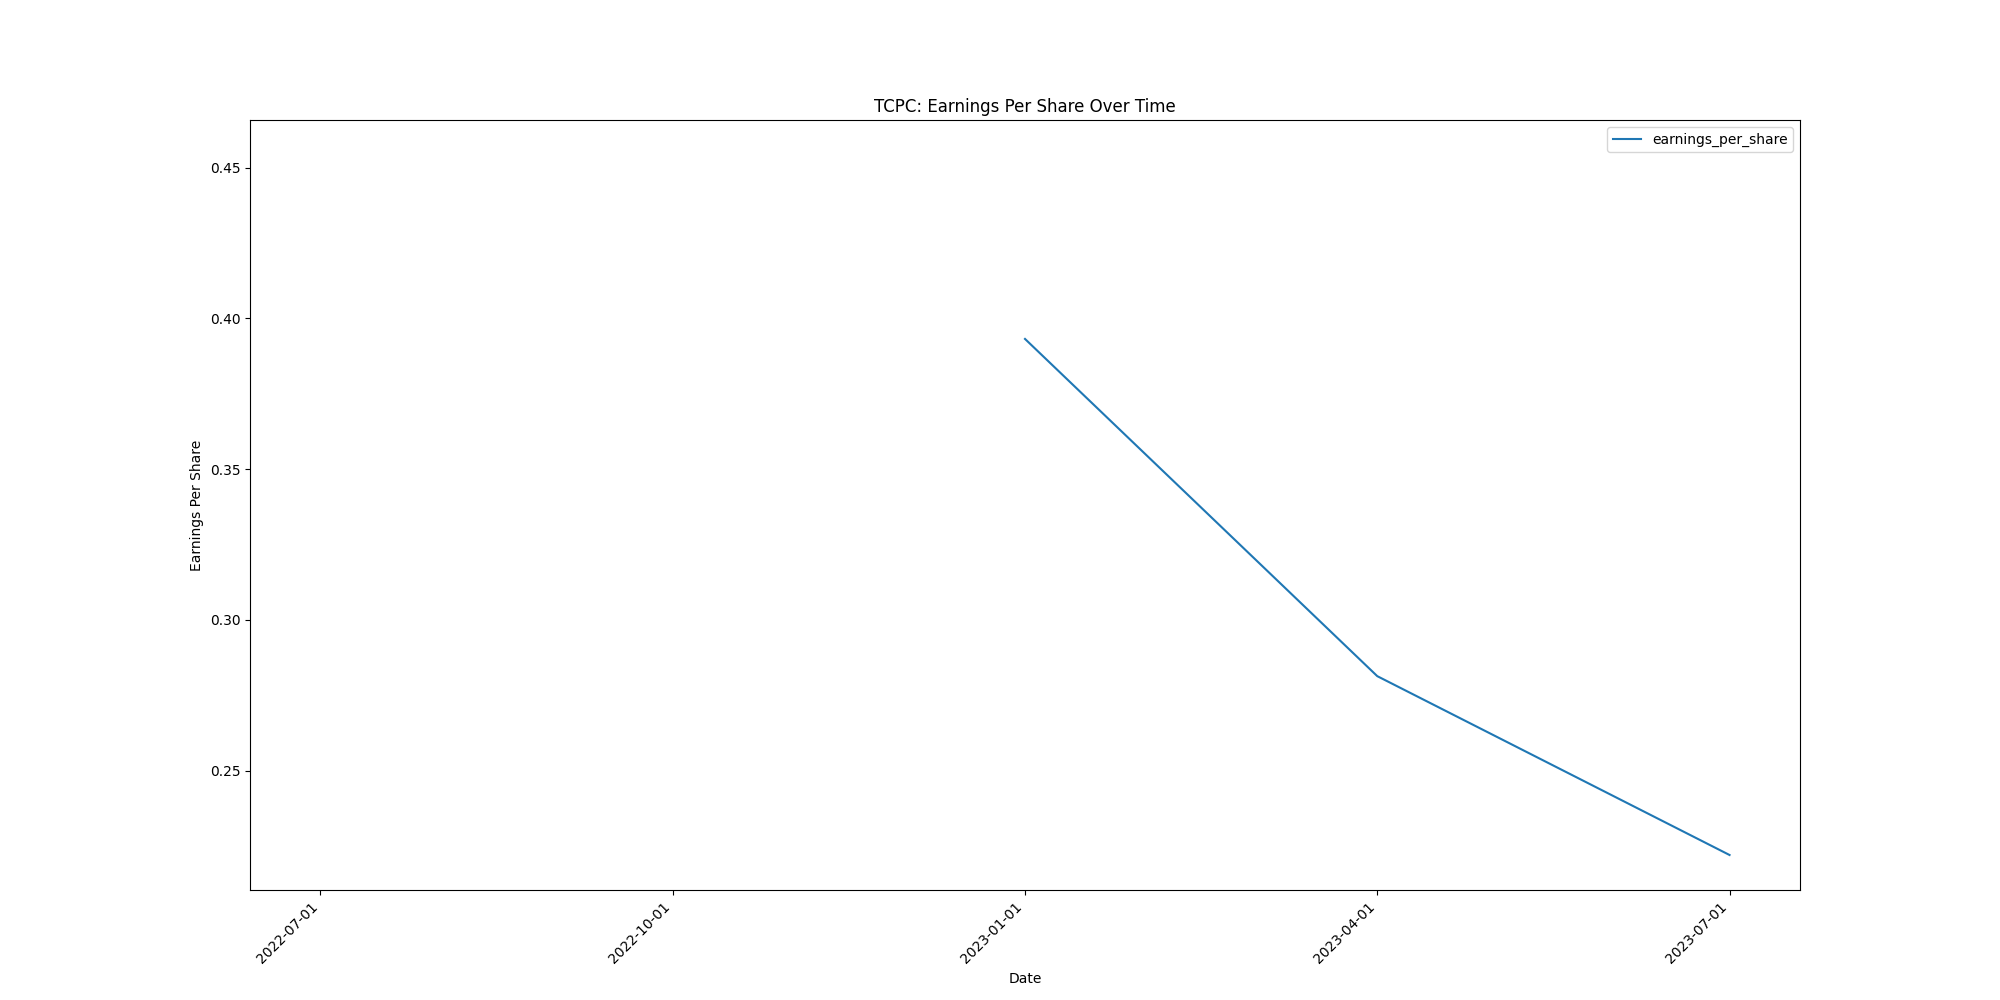 TCPC: Earnings Per Share Over Time
earnings_per_share
0.45
0.40
0.35
0.30
0.25
Earnings Per Share
2022-07-01
2022-10-01
2023-01-01
2023-04-01
2023-07-01
Date